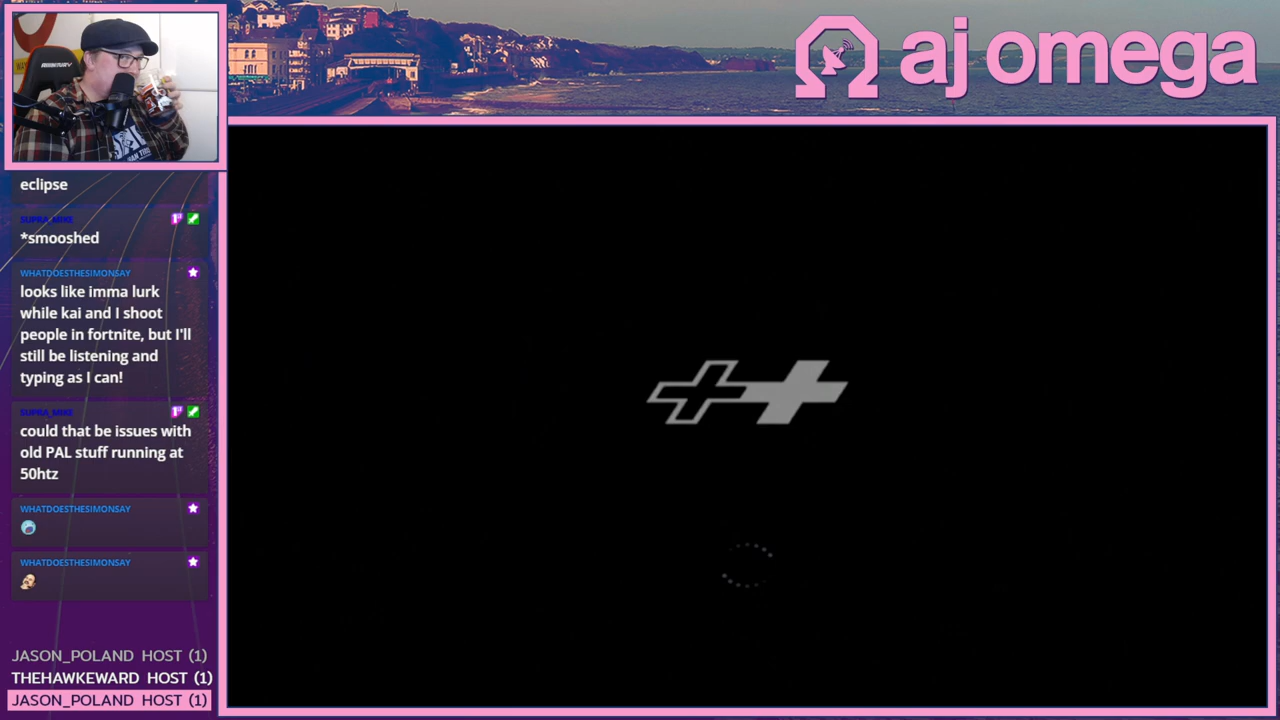 aj omega
eclipse
SUPRA_MIKE
*smooshed
WHATDOESTHESIMONSAY
looks like imma lurk
while kai and I shoot
people in fortnite, but I'll
still be listening and
typing as I can!
SUPRA_MIKE
could that be issues with
old PAL stuff running at
50htz
WHATDOESTHESIMONSAY
WHATDOESTHESIMONSAY
JASON_POLAND HOST (1)
THEHAWKEWARD HOST (1)
JASON_POLAND HOST (1)